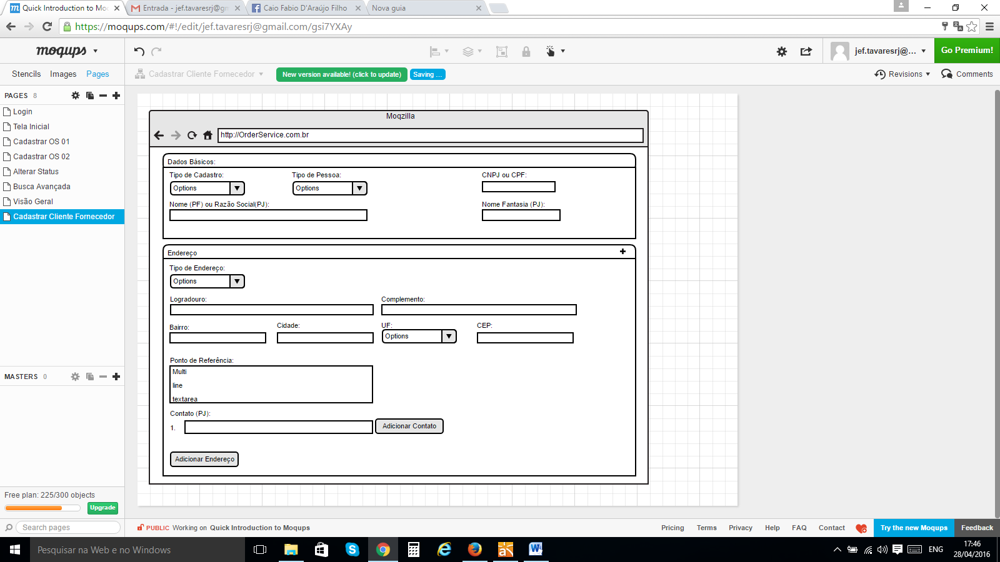 Quick Introduction to Mo
Entrada - jef.tavaresrj@gm
Caio Fabio D'Araújo Filho
Nova guia
https://moqups.com/#!/edit/jef.tavaresrj@gmail.com/gsi7YXAy
moqups
jef.tavaresrj@...
Go Premium!
Stencils Images Pages
Cadastrar Cliente Fornecedor
New version available! (click to update)
Saving ...
Revisions
Comments
PAGES 8
Login
Tela Inicial
Cadastrar OS 01
Cadastrar OS 02
Alterar Status
Busca Avançada
Visão Geral
Cadastrar Cliente Fornecedor
MASTERS 0
Free plan: 225/300 objects
Upgrade
Search pages
Moqzilla
http://OrderService.com.br
Dados Básicos:
Tipo de Cadastro:
Tipo de Pessoa:
CNPJ ou CPF:
Options
Options
Nome (PF) ou Razão Social(PJ):
Nome Fantasia (PJ):
Endereço
Tipo de Endereço:
Options
Logradouro:
Complemento:
Bairro:
Cidade:
UF:
CEP:
Options
Ponto de Referência:
Multi
line
textarea
Contato (PJ):
1.
Adicionar Contato
Adicionar Endereço
PUBLIC Working on Quick Introduction to Moqups
Pricing Terms Privacy Help FAQ Contact
Try the new Moqups
Feedback
Pesquisar na Web e no Windows
ENG
17:46
28/04/2016